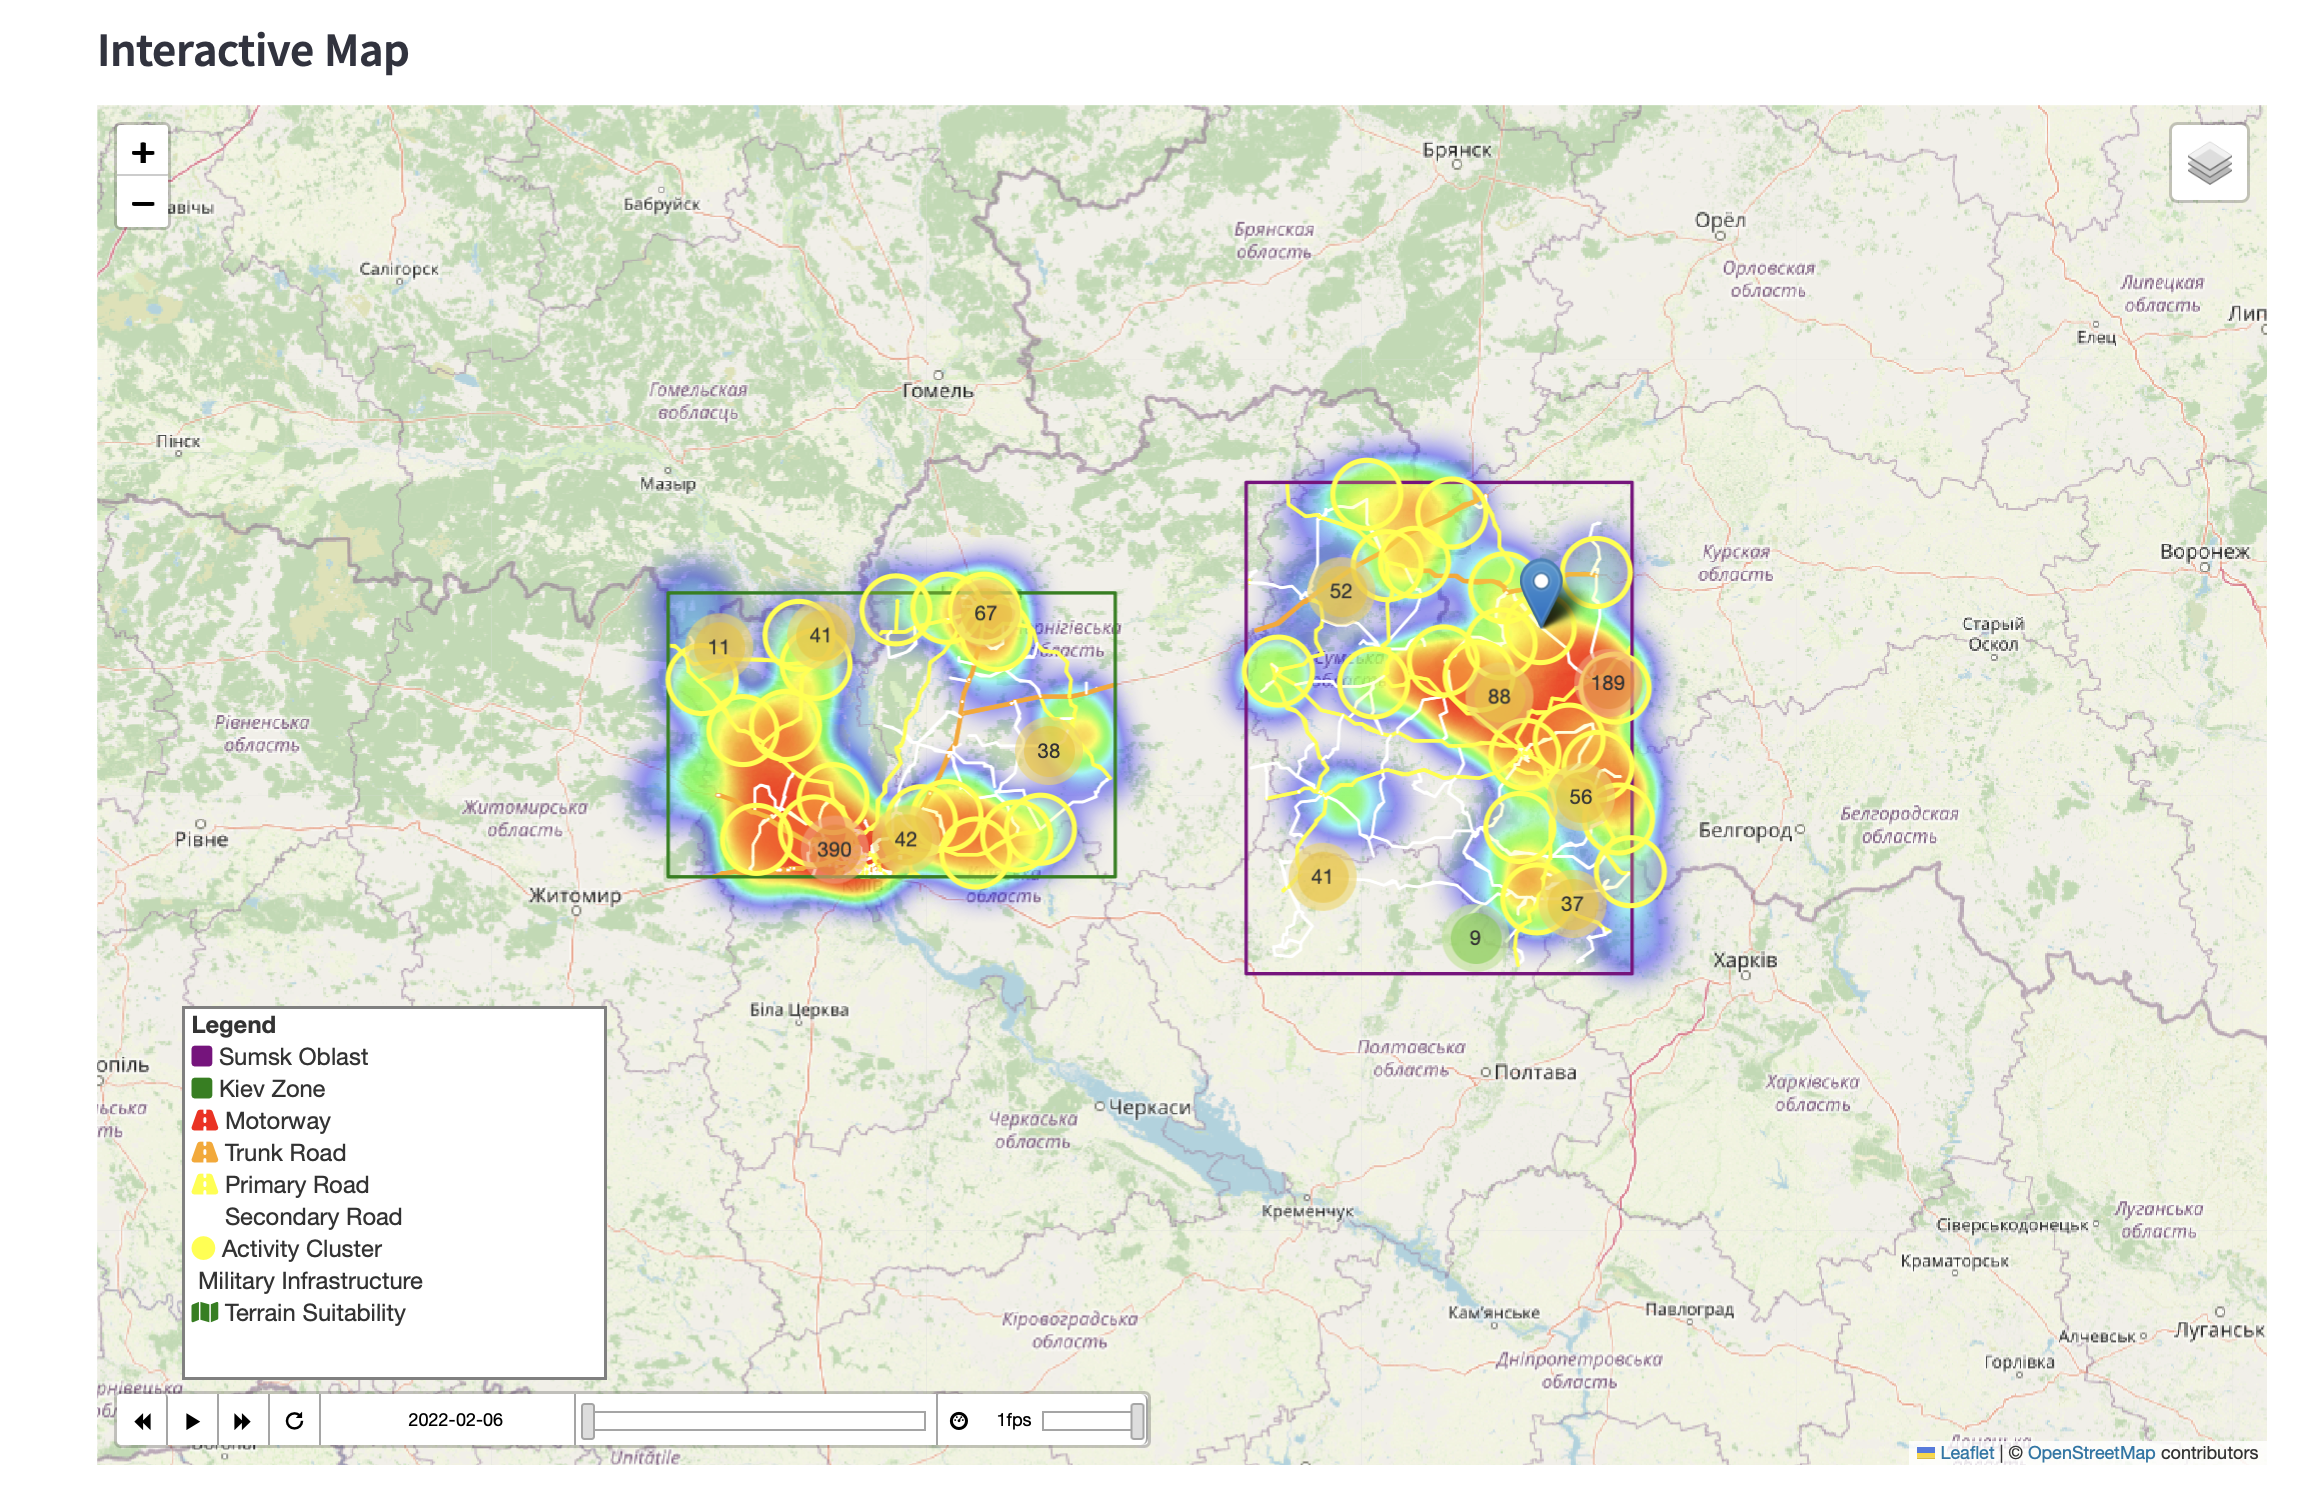 Interactive Map
+
−
Брянск
Бабруйск
Орёл
Брянская
область
Салігорск
Орловская
область
Липецкая
область
Лип
Елец
Гомельская
вобласць
Гомель
Пінск
Мазыр
Курская
область
Воронеж
52
Старый
Оскол
67
11
41
область
189
88
Рівненська
область
38
56
Житомирська
область
Рівне
Белгород
Белгородская
область
390
42
41
область
Житомир
37
9
Харків
Біла Церква
Legend
Sumsk Oblast
Kiev Zone
Motorway
Trunk Road
Primary Road
Secondary Road
Activity Cluster
Military Infrastructure
Terrain Suitability
опіль
Полтавська
область
Полтава
Харківська
область
Черкаси
Черкаська
область
Кременчук
Луганська
область
Сіверськодонецьк
Краматорськ
Кіровоградська
область
Кам'янське
Павлоград
Луганськ
Алчевськ
Горлівка
Дніпропетровська
область
2022-02-06
1fps
Unitățile
Leaflet | © OpenStreetMap contributors